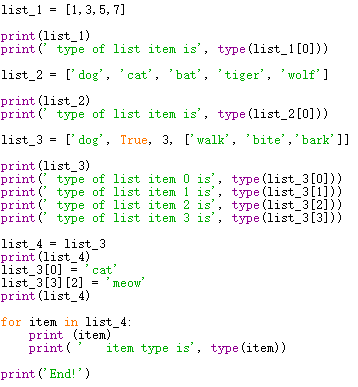 list_1 = [1,3,5,7]
print(list_1)
print(' type of list item is', type(list_1[0]))
list_2 = ['dog', 'cat', 'bat', 'tiger', 'wolf']
print(list_2)
print(' type of list item is', type(list_2[0]))
list_3 = ['dog', True, 3, ['walk', 'bite','bark']]
print(list_3)
print(' type of list item 0 is', type(list_3[0]))
print(' type of list item 1 is', type(list_3[1]))
print(' type of list item 2 is', type(list_3[2]))
print(' type of list item 3 is', type(list_3[3]))
list_4 = list_3
print(list_4)
list_3[0] = 'cat'
list_3[3][2] = 'meow'
print(list_4)
for item in list_4:
    print (item)
    print( '   item type is', type(item))
print('End!')